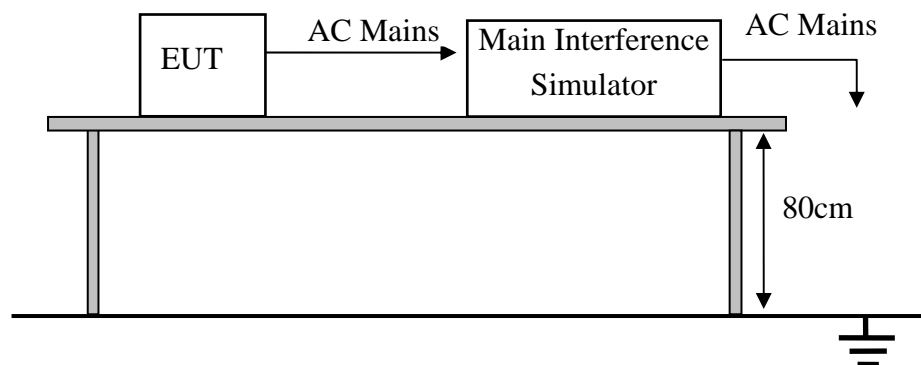 EUT
AC Mains
Main Interference
Simulator
AC Mains
80cm